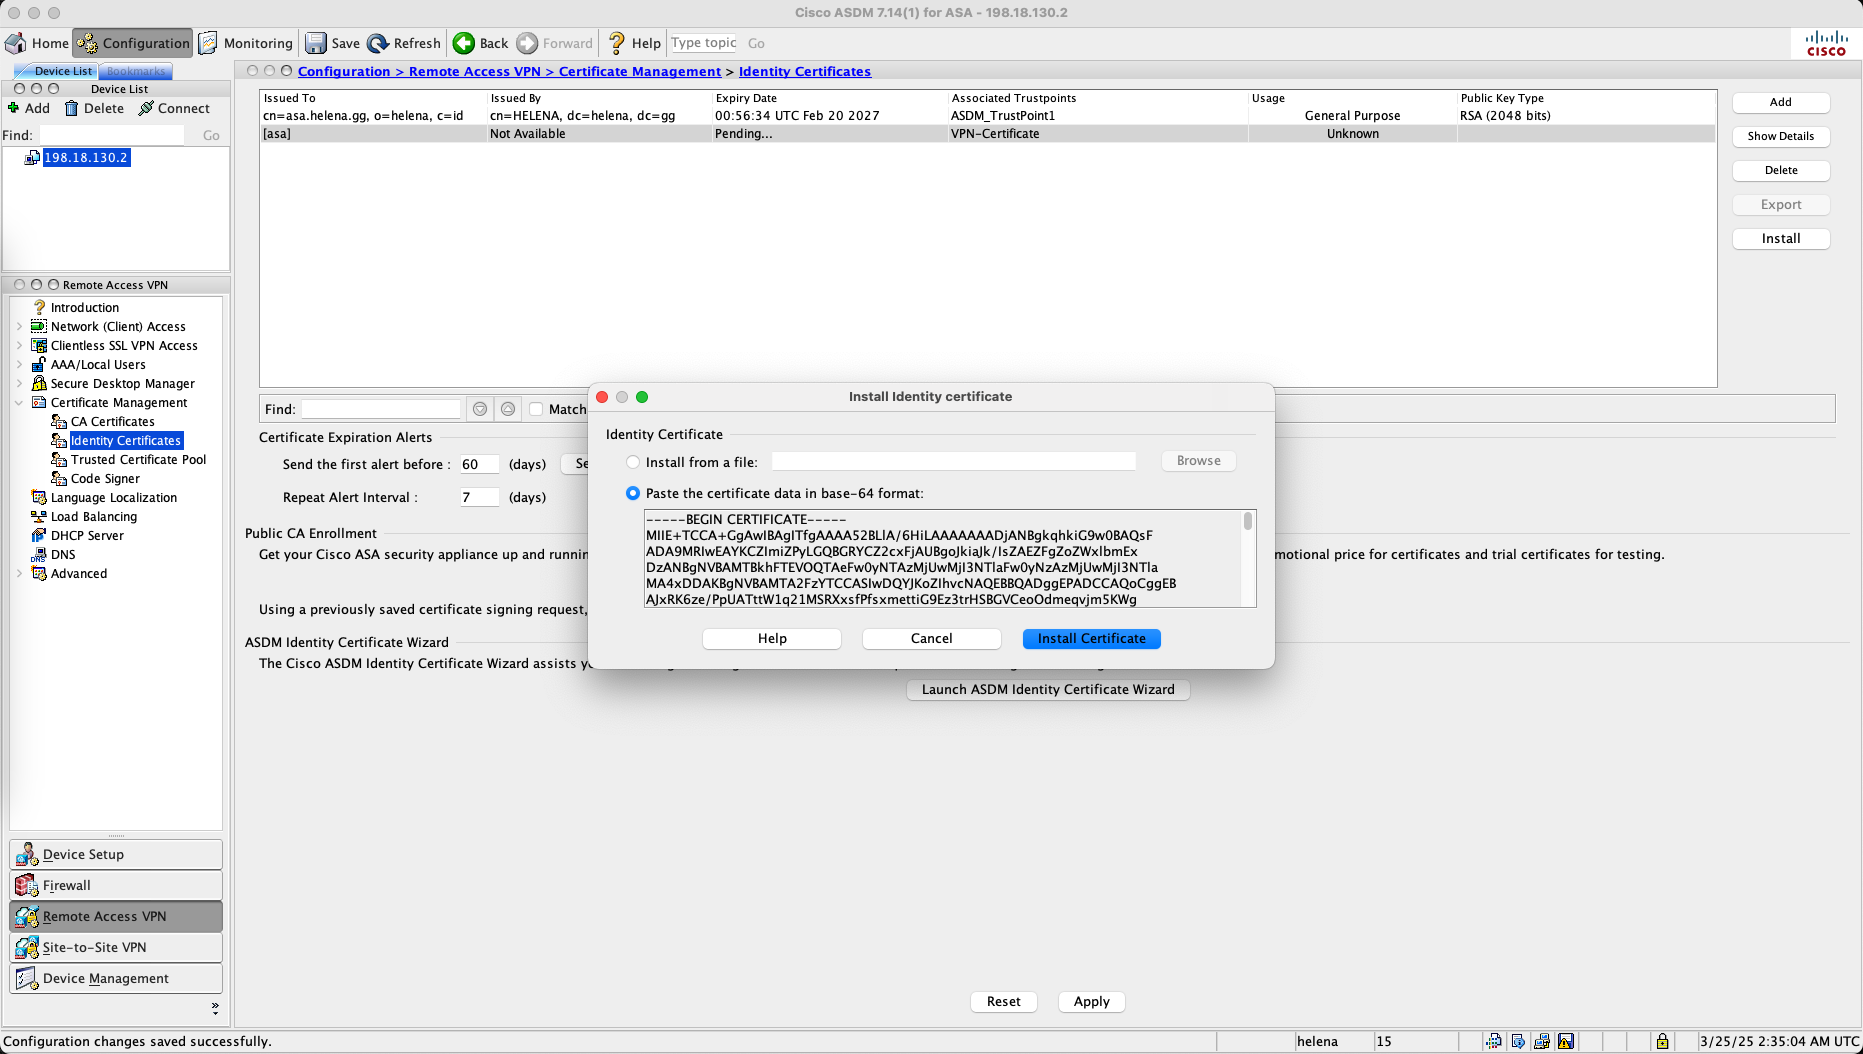 Cisco ASDM 7.14(1) for ASA - 198.18.130.2
Home Configuration Monitoring Save Refresh Back Forward Help Type topic Go
cisco
Device List Bookmarks
Device List
Add Delete Connect
Find: Go
198.18.130.2
Configuration > Remote Access VPN > Certificate Management > Identity Certificates
Issued To Issued By Expiry Date Associated Trustpoints Usage Public Key Type
cn=asa.helena.gg, o=helena, c=id cn=HELENA, dc=helena, dc=gg 00:56:34 UTC Feb 20 2027 ASDM_TrustPoint1 General Purpose RSA (2048 bits)
[asa] Not Available Pending... VPN-Certificate Unknown
Add
Show Details
Delete
Export
Install
Remote Access VPN
Introduction
Network (Client) Access
Clientless SSL VPN Access
AAA/Local Users
Secure Desktop Manager
Certificate Management
CA Certificates
Identity Certificates
Trusted Certificate Pool
Code Signer
Language Localization
Load Balancing
DHCP Server
DNS
Advanced
Device Setup
Firewall
Remote Access VPN
Site-to-Site VPN
Device Management
Find: Match
Certificate Expiration Alerts
Send the first alert before : 60 (days) Se
Repeat Alert Interval : 7 (days)
Public CA Enrollment
Get your Cisco ASA security appliance up and runnin motional price for certificates and trial certificates for testing.
Using a previously saved certificate signing request,
ASDM Identity Certificate Wizard
The Cisco ASDM Identity Certificate Wizard assists y
Launch ASDM Identity Certificate Wizard
Install Identity certificate
Identity Certificate
Install from a file: Browse
Paste the certificate data in base-64 format:
-----BEGIN CERTIFICATE-----
MIIE+TCCA+GgAwIBAgITfgAAAA52BLlA/6HiLAAAAAAADjANBgkqhkiG9w0BAQsF
ADA9MRIwEAYKCZImiZPyLGQBGRYCZ2cxFjAUBgoJkiaJk/IsZAEZFgZoZWxlbmEx
DzANBgNVBAMTBkhFTEVOQTAeFw0yNTAzMjUwMjI3NTlaFw0yNzAzMjUwMjI3NTla
MA4xDDAKBgNVBAMTA2FzYTCCASIwDQYJKoZIhvcNAQEBBQADggEPADCCAQoCggEB
AJxRK6ze/PpUATttW1q21MSRXxsfPfsxmettiG9Ez3trHSBGVCeoOdmeqvjm5KWg
Help Cancel Install Certificate
Reset Apply
Configuration changes saved successfully. helena 15 3/25/25 2:35:04 AM UTC